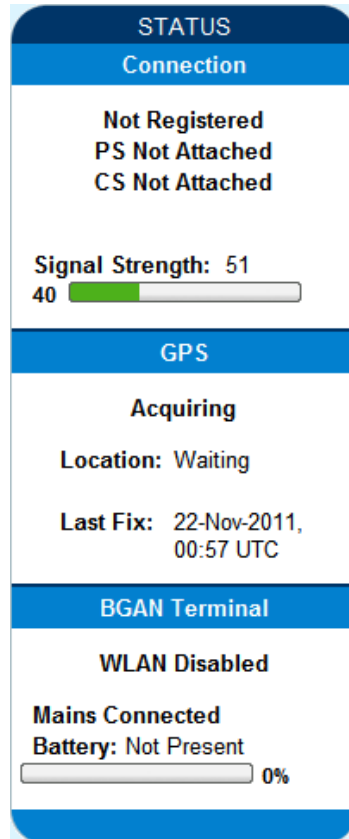 STATUS
Connection
Not Registered
PS Not Attached
CS Not Attached
Signal Strength: 51
40
GPS
Acquiring
Location: Waiting
Last Fix: 22-Nov-2011,
00:57 UTC
BGAN Terminal
WLAN Disabled
Mains Connected
Battery: Not Present
0%